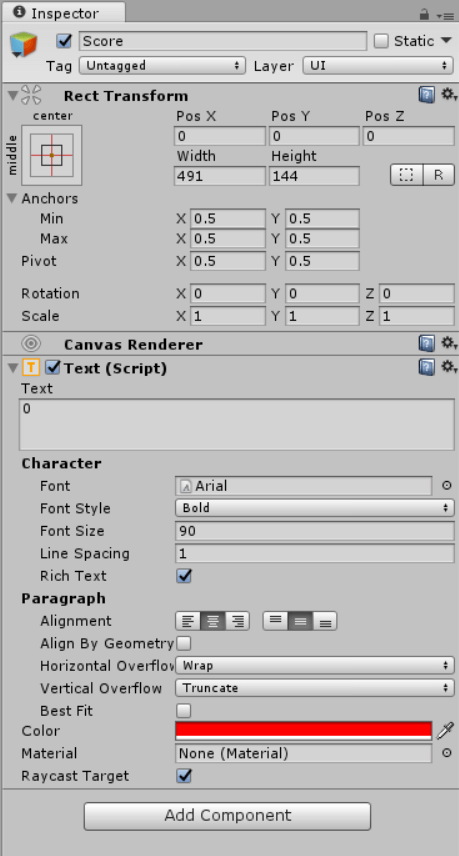 Inspector
Score Static
Tag Untagged Layer UI
Rect Transform
center Pos X Pos Y Pos Z
middle 0 0 0
Width Height
491 144 R
Anchors
Min X 0.5 Y 0.5
Max X 0.5 Y 0.5
Pivot X 0.5 Y 0.5
Rotation X 0 Y 0 Z 0
Scale X 1 Y 1 Z 1
Canvas Renderer
T Text (Script)
Text
0
Character
Font Arial
Font Style Bold
Font Size 90
Line Spacing 1
Rich Text
Paragraph
Alignment
Align By Geometry
Horizontal Overflow Wrap
Vertical Overflow Truncate
Best Fit
Color
Material None (Material)
Raycast Target
Add Component